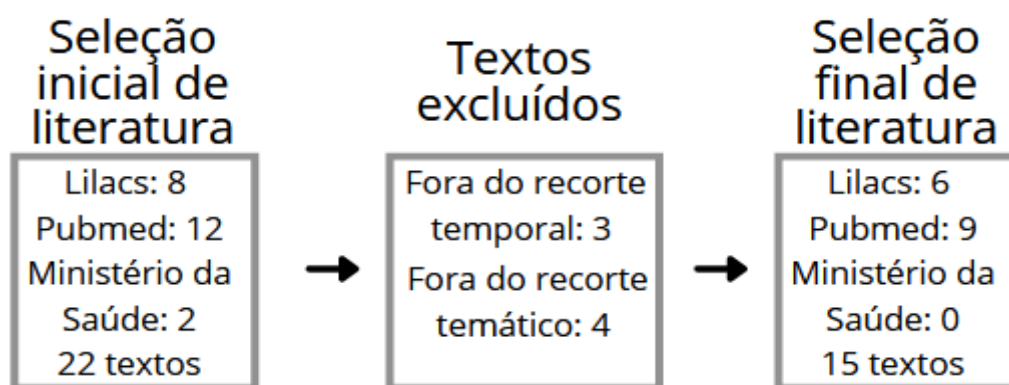 Seleção
inicial de
literatura
Lilacs: 8
Pubmed: 12
Ministério da
Saúde: 2
22 textos
Textos
excluídos
Fora do recorte
temporal: 3
Fora do recorte
temático: 4
Seleção
final de
literatura
Lilacs: 6
Pubmed: 9
Ministério da
Saúde: 0
15 textos